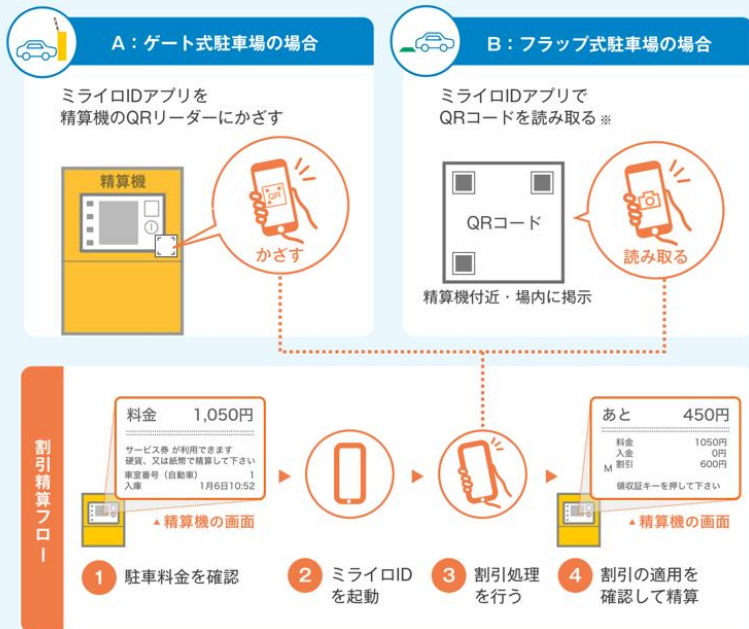 A：ゲート式駐車場の場合
ミライロIDアプリを
精算機のQRリーダーにかざす
精算機
QR
かざす
B：フラップ式駐車場の場合
ミライロIDアプリで
QRコードを読み取る※
QRコード
読み取る
精算機付近・場内に掲示
割引精算フロー
料金 1,050円
サービス券 が利用できます
硬貨、又は紙幣で精算して下さい
車室番号（自動車） 1
入庫 1月6日10:52
▲精算機の画面
1 駐車料金を確認
2 ミライロID
を起動
3 割引処理
を行う
あと 450円
料金 1050円
入金 0円
M 割引 600円
領収証キーを押して下さい
▲精算機の画面
4 割引の適用を
確認して精算